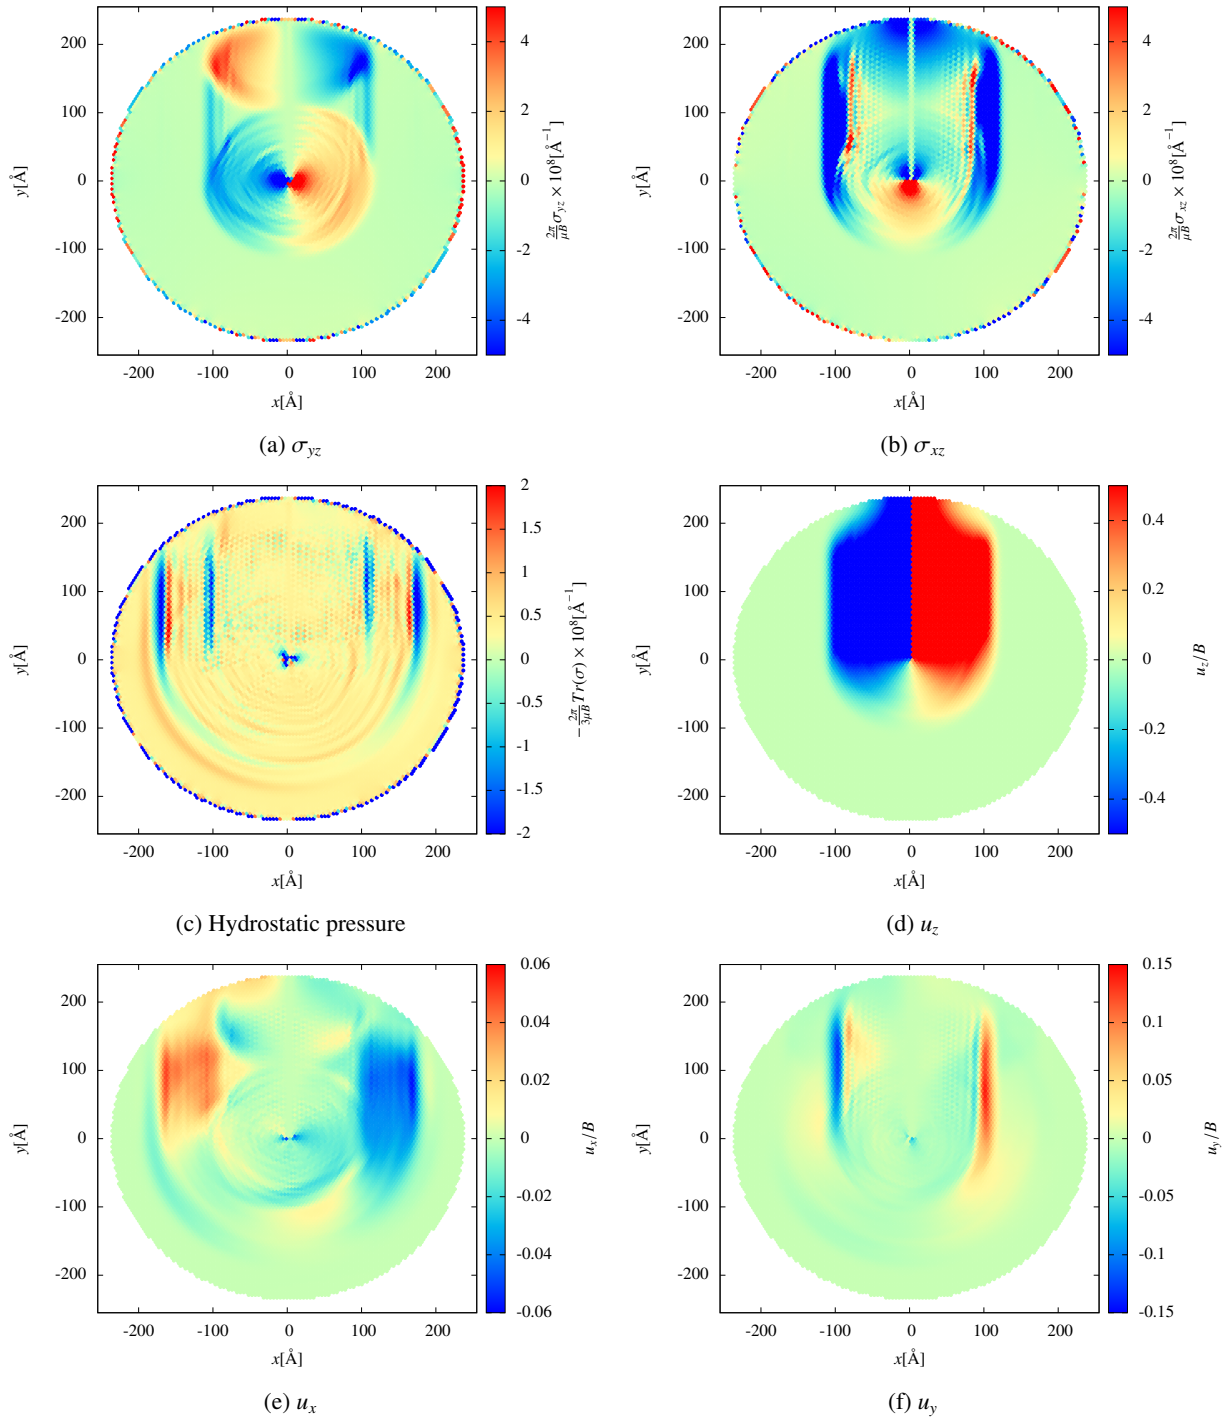 200
100
0
-100
-200
y[Å]
-200 -100 0 100 200
x[Å]
4
2
0
-2
-4
2π/μB σyz × 10⁸[Å⁻¹]
(a) σyz
200
100
0
-100
-200
y[Å]
-200 -100 0 100 200
x[Å]
4
2
0
-2
-4
2π/μB σxz × 10⁸[Å⁻¹]
(b) σxz
200
100
0
-100
-200
y[Å]
-200 -100 0 100 200
x[Å]
2
1.5
1
0.5
0
-0.5
-1
-1.5
-2
− 2π/3μB Tr(σ) × 10⁸[Å⁻¹]
(c) Hydrostatic pressure
200
100
0
-100
-200
y[Å]
-200 -100 0 100 200
x[Å]
0.4
0.2
0
-0.2
-0.4
uz/B
(d) uz
200
100
0
-100
-200
y[Å]
-200 -100 0 100 200
x[Å]
0.06
0.04
0.02
0
-0.02
-0.04
-0.06
ux/B
(e) ux
200
100
0
-100
-200
y[Å]
-200 -100 0 100 200
x[Å]
0.15
0.1
0.05
0
-0.05
-0.1
-0.15
uy/B
(f) uy